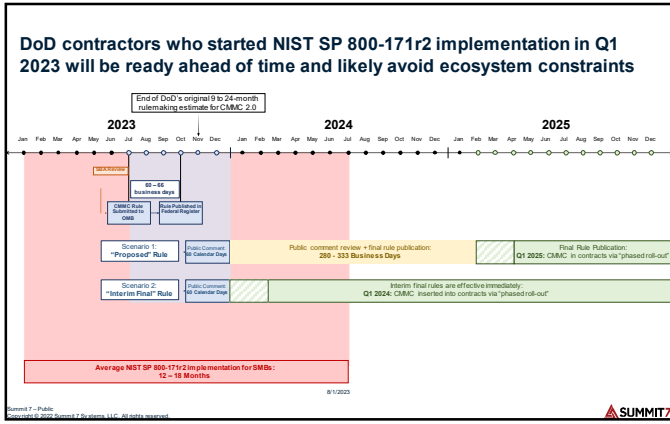 DoD contractors who started NIST SP 800-171r2 implementation in Q1
2023 will be ready ahead of time and likely avoid ecosystem constraints
End of DoD's original 9 to 24-month
rulemaking estimate for CMMC 2.0
2023 2024 2025
Jan Feb Mar Apr May Jun Jul Aug Sep Oct Nov Dec Jan Feb Mar Apr May Jun Jul Aug Sep Oct Nov Dec Jan Feb Mar Apr May Jun Jul Aug Sep Oct Nov Dec
SBA Review
60 – 66
business days
CMMC Rule
Submitted to
OMB
Rule Published in
Federal Register
Scenario 1:
"Proposed" Rule
Public Comment:
60 Calendar Days
Public comment review + final rule publication:
280 - 333 Business Days
Final Rule Publication:
Q1 2025: CMMC in contracts via "phased roll-out"
Scenario 2:
"Interim Final" Rule
Public Comment:
60 Calendar Days
Interim final rules are effective immediately:
Q1 2024: CMMC inserted into contracts via "phased roll-out"
Average NIST SP 800-171r2 implementation for SMBs:
12 – 18 Months
8/1/2023
Summit 7 – Public
Copyright © 2022 Summit 7 Systems, LLC. All rights reserved.
SUMMIT7